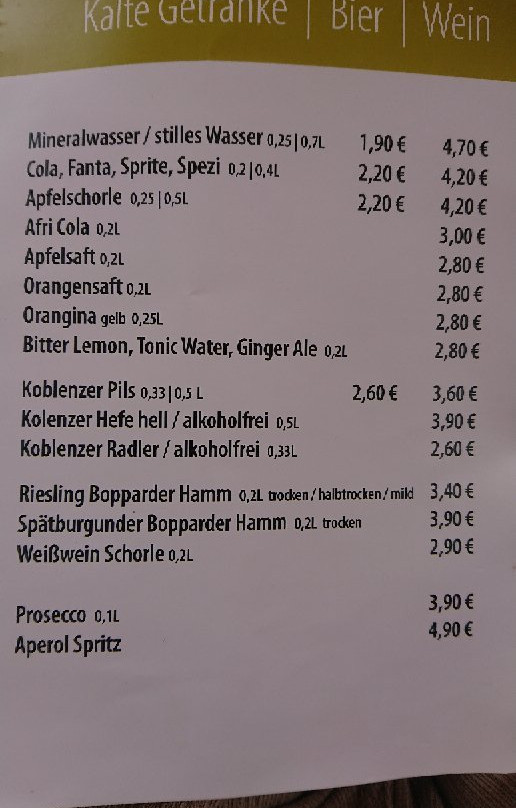 Kalte Getränke | Bier | Wein
Mineralwasser / stilles Wasser 0,25|0,7L 1,90 € 4,70 €
Cola, Fanta, Sprite, Spezi 0,2|0,4L 2,20 € 4,20 €
Apfelschorle 0,25|0,5L 2,20 € 4,20 €
Afri Cola 0,2L 3,00 €
Apfelsaft 0,2L 2,80 €
Orangensaft 0,2L 2,80 €
Orangina gelb 0,25L 2,80 €
Bitter Lemon, Tonic Water, Ginger Ale 0,2L 2,80 €
Koblenzer Pils 0,33|0,5 L 2,60 € 3,60 €
Kolenzer Hefe hell / alkoholfrei 0,5L 3,90 €
Koblenzer Radler / alkoholfrei 0,33L 2,60 €
Riesling Bopparder Hamm 0,2L trocken/halbtrocken/mild 3,40 €
Spätburgunder Bopparder Hamm 0,2L trocken 3,90 €
Weißwein Schorle 0,2L 2,90 €
Prosecco 0,1L 3,90 €
Aperol Spritz 4,90 €